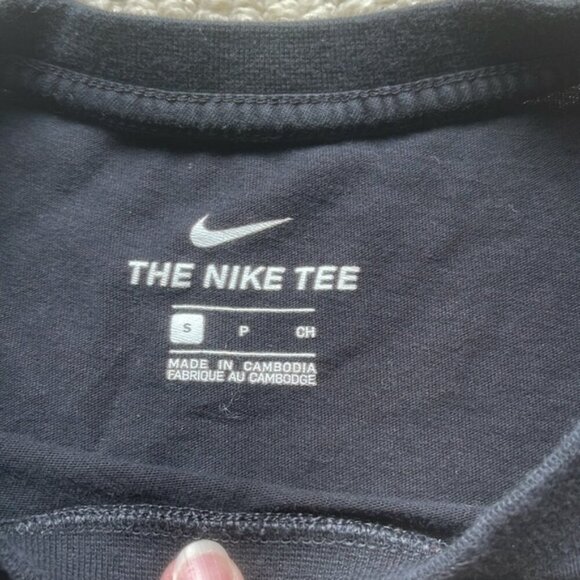 THE NIKE TEE
S P CH
MADE IN CAMBODIA
FABRIQUE AU CAMBODGE